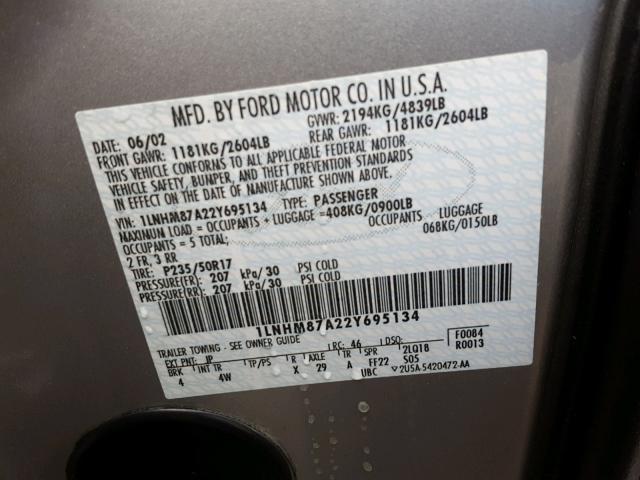 MFD. BY FORD MOTOR CO. IN U.S.A.
DATE: 06/02 GVWR: 2194KG/4839LB
FRONT GAWR: 1181KG/2604LB REAR GAWR: 1181KG/2604LB
THIS VEHICLE CONFORMS TO ALL APPLICABLE FEDERAL MOTOR
VEHICLE SAFETY, BUMPER, AND THEFT PREVENTION STANDARDS
IN EFFECT ON THE DATE OF MANUFACTURE SHOWN ABOVE.
VIN: 1LNHM87A22Y695134 TYPE: PASSENGER
MAXIMUM LOAD = OCCUPANTS + LUGGAGE =408KG/0900LB
OCCUPANTS = 5 TOTAL; OCCUPANTS LUGGAGE
2 FR, 3 RR 068KG/0150LB
TIRE: P235/50R17
PRESSURE(FR): 207 kPa/30 PSI COLD
PRESSURE(RR): 207 kPa/30 PSI COLD
1LNHM87A22Y695134
TRAILER TOWING - SEE OWNER GUIDE
EXT PNT: JP RC: 46 DSO: F0084
BRK INT TR TP/PS R AXLE TR SPR 2LQ18 R0013
4 4W X 29 A FF22 S05
UBC 2U5A-5420472-AA